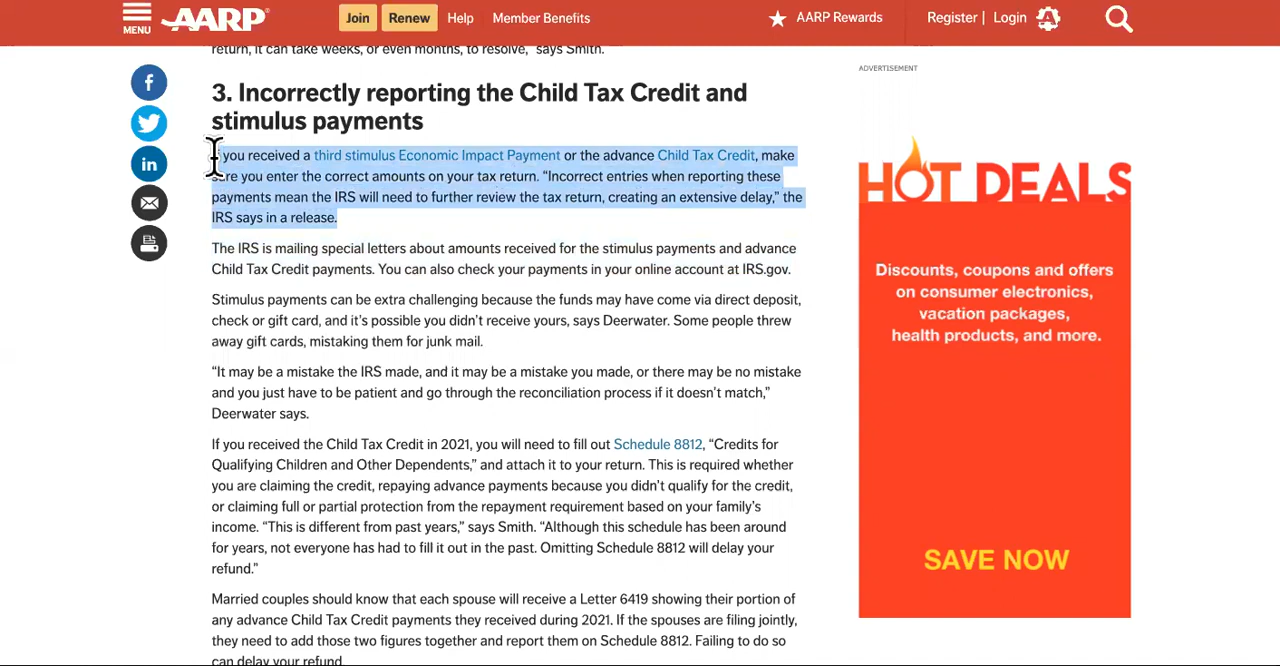 MENU
AARP
Join
Renew
Help
Member Benefits
AARP Rewards
Register | Login
return, it can take weeks, or even months, to resolve," says Smith.
3. Incorrectly reporting the Child Tax Credit and
stimulus payments
If you received a third stimulus Economic Impact Payment or the advance Child Tax Credit, make
sure you enter the correct amounts on your tax return. “Incorrect entries when reporting these
payments mean the IRS will need to further review the tax return, creating an extensive delay,” the
IRS says in a release.
The IRS is mailing special letters about amounts received for the stimulus payments and advance
Child Tax Credit payments. You can also check your payments in your online account at IRS.gov.
Stimulus payments can be extra challenging because the funds may have come via direct deposit,
check or gift card, and it’s possible you didn’t receive yours, says Deerwater. Some people threw
away gift cards, mistaking them for junk mail.
“It may be a mistake the IRS made, and it may be a mistake you made, or there may be no mistake
and you just have to be patient and go through the reconciliation process if it doesn’t match,”
Deerwater says.
If you received the Child Tax Credit in 2021, you will need to fill out Schedule 8812, “Credits for
Qualifying Children and Other Dependents,” and attach it to your return. This is required whether
you are claiming the credit, repaying advance payments because you didn’t qualify for the credit,
or claiming full or partial protection from the repayment requirement based on your family’s
income. “This is different from past years,” says Smith. “Although this schedule has been around
for years, not everyone has had to fill it out in the past. Omitting Schedule 8812 will delay your
refund.”
Married couples should know that each spouse will receive a Letter 6419 showing their portion of
any advance Child Tax Credit payments they received during 2021. If the spouses are filing jointly,
they need to add those two figures together and report them on Schedule 8812. Failing to do so
can delay your refund.
ADVERTISEMENT
HOT DEALS
Discounts, coupons and offers
on consumer electronics,
vacation packages,
health products, and more.
SAVE NOW